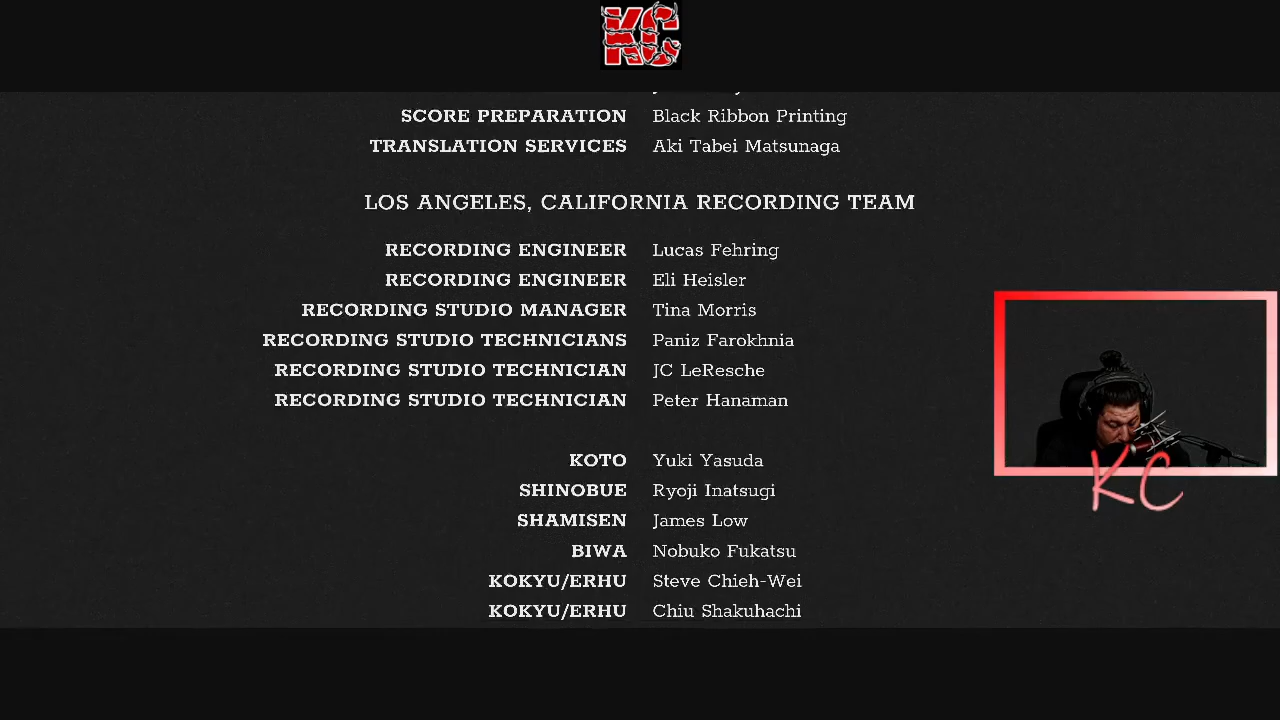 KC
SCORE PREPARATION Black Ribbon Printing
TRANSLATION SERVICES Aki Tabei Matsunaga
LOS ANGELES, CALIFORNIA RECORDING TEAM
RECORDING ENGINEER Lucas Fehring
RECORDING ENGINEER Eli Heisler
RECORDING STUDIO MANAGER Tina Morris
RECORDING STUDIO TECHNICIANS Paniz Farokhnia
RECORDING STUDIO TECHNICIAN JC LeResche
RECORDING STUDIO TECHNICIAN Peter Hanaman
KOTO Yuki Yasuda
SHINOBUE Ryoji Inatsugi
SHAMISEN James Low
BIWA Nobuko Fukatsu
KOKYU/ERHU Steve Chieh-Wei
KOKYU/ERHU Chiu Shakuhachi
KC